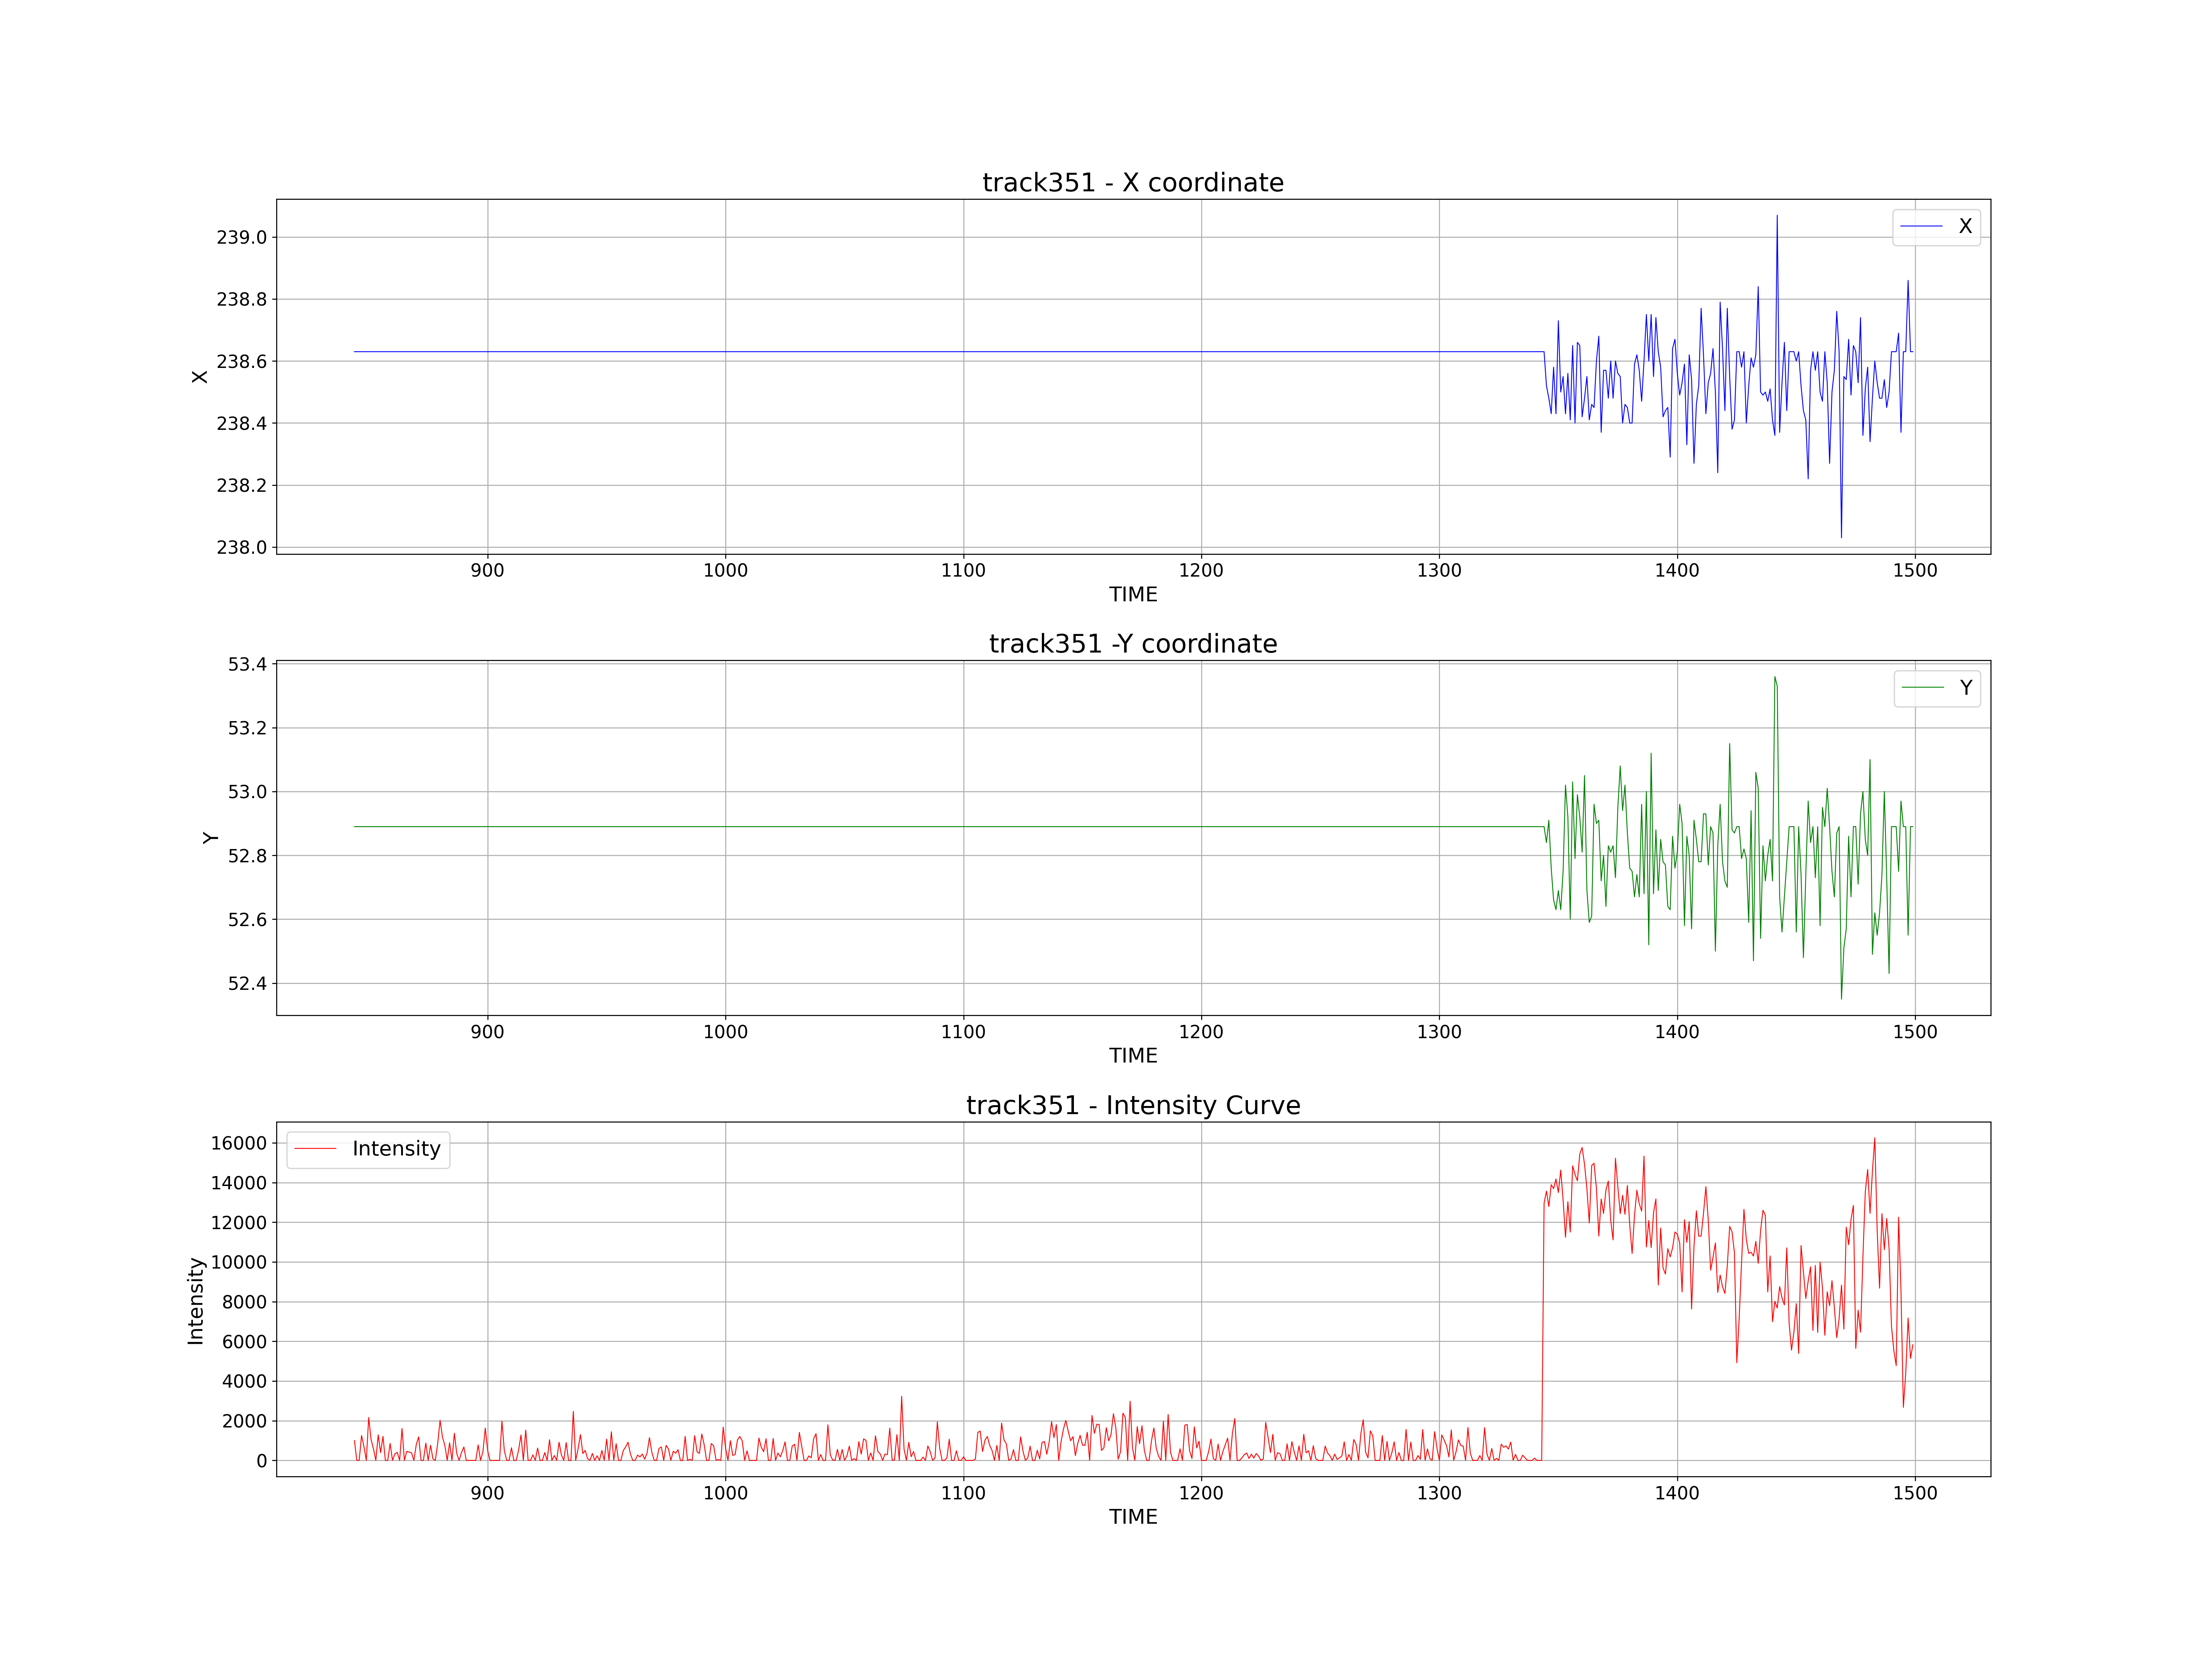 track351 - X coordinate
239.0
238.8
238.6
238.4
238.2
238.0
X
X
900 1000 1100 1200 1300 1400 1500
TIME
track351 -Y coordinate
53.4
53.2
53.0
52.8
52.6
52.4
Y
Y
900 1000 1100 1200 1300 1400 1500
TIME
track351 - Intensity Curve
16000
14000
12000
10000
8000
6000
4000
2000
0
Intensity
Intensity
900 1000 1100 1200 1300 1400 1500
TIME